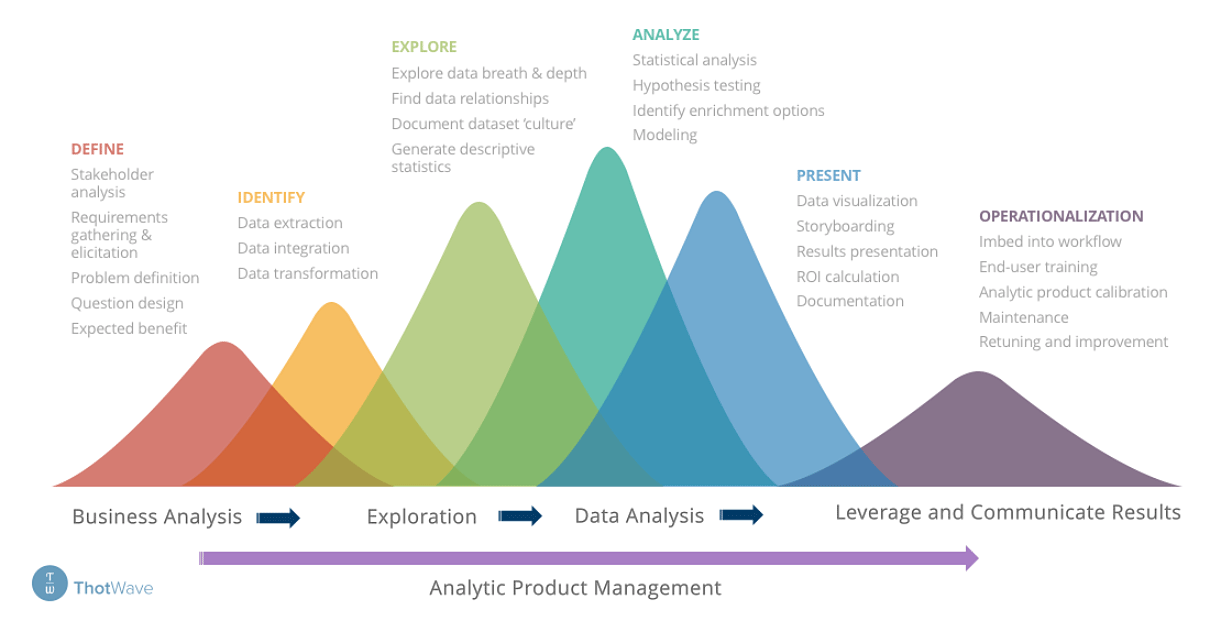 DEFINE
Stakeholder
analysis
Requirements
gathering &
elicitation
Problem definition
Question design
Expected benefit
IDENTIFY
Data extraction
Data integration
Data transformation
EXPLORE
Explore data breath & depth
Find data relationships
Document dataset ‘culture’
Generate descriptive
statistics
ANALYZE
Statistical analysis
Hypothesis testing
Identify enrichment options
Modeling
PRESENT
Data visualization
Storyboarding
Results presentation
ROI calculation
Documentation
OPERATIONALIZATION
Imbed into workflow
End-user training
Analytic product calibration
Maintenance
Retuning and improvement
Business Analysis
Exploration
Data Analysis
Leverage and Communicate Results
Analytic Product Management
T
W
ThotWave